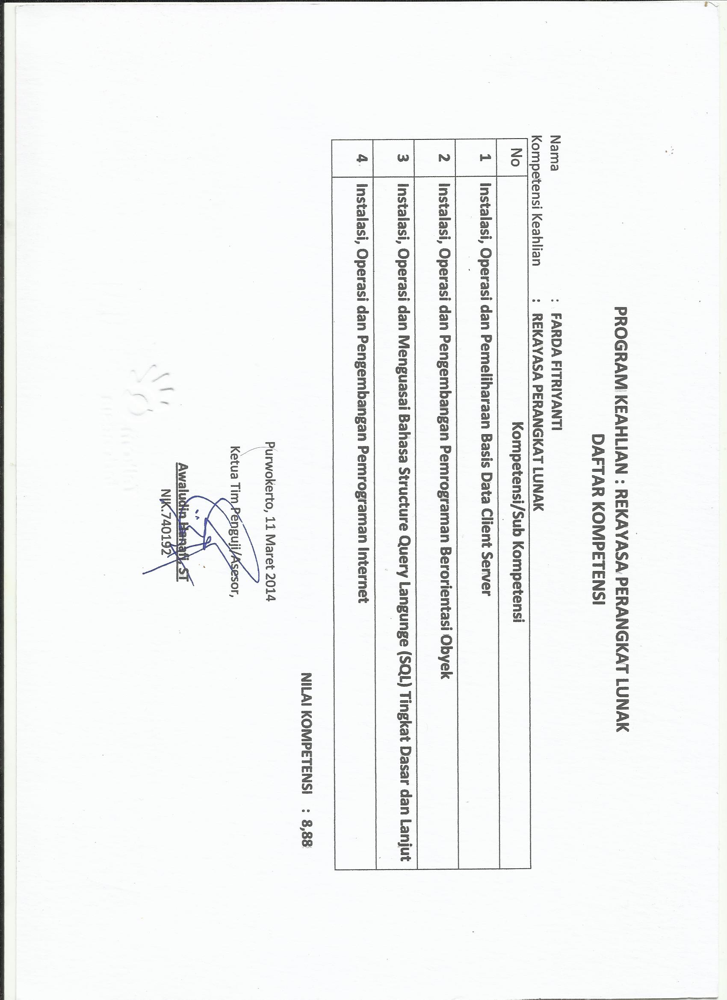 PROGRAM KEAHLIAN : REKAYASA PERANGKAT LUNAK
DAFTAR KOMPETENSI
Nama : FARDA FITRIYANTI
Kompetensi Keahlian : REKAYASA PERANGKAT LUNAK
No Kompetensi/Sub Kompetensi
1 Instalasi, Operasi dan Pemeliharaan Basis Data Client Server
2 Instalasi, Operasi dan Pengembangan Pemrograman Berorientasi Obyek
3 Instalasi, Operasi dan Menguasai Bahasa Structure Query Langunge (SQL) Tingkat Dasar dan Lanjut
4 Instalasi, Operasi dan Pengembangan Pemrograman Internet
NILAI KOMPETENSI : 8,88
Purwokerto, 11 Maret 2014
Ketua Tim Penguji/Asesor,
Awaludin Hanafi, ST
NIK.740192